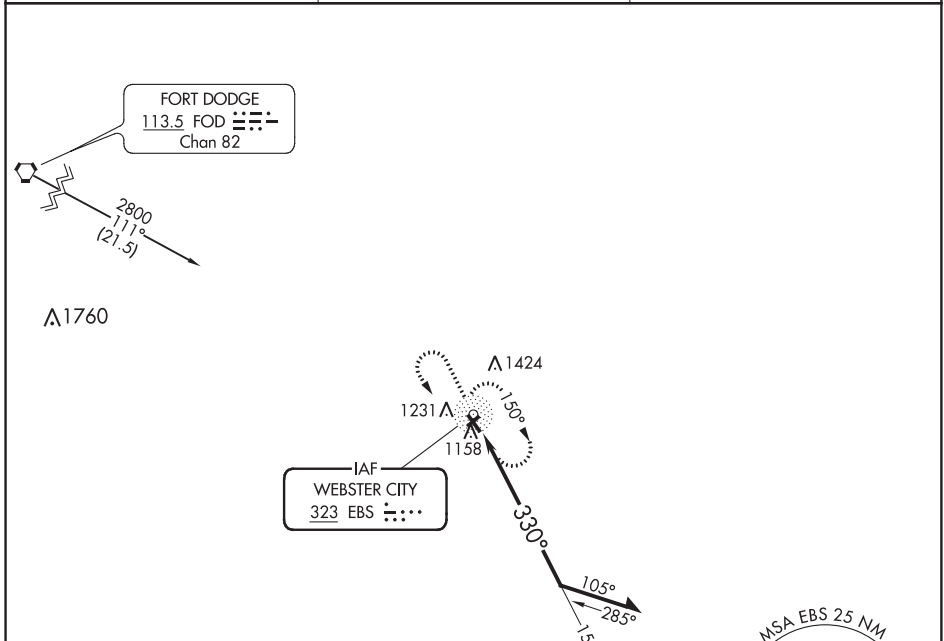 FORT DODGE
113.5 FOD
Chan 82
2800
111°
(21.5)
1760
1424
1231
150°
1158
IAF
WEBSTER CITY
323 EBS
330°
105°
285°
15
MSA EBS 25 NM